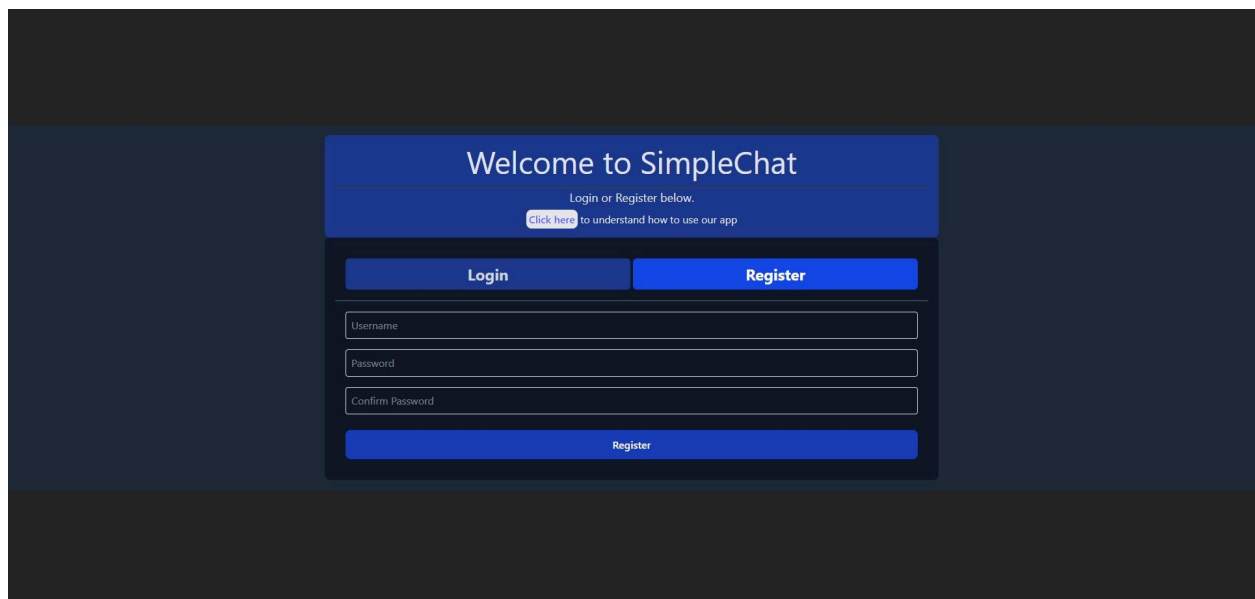 Welcome to SimpleChat
Login or Register below.
Click here to understand how to use our app
Login Register
Username
Password
Confirm Password
Register